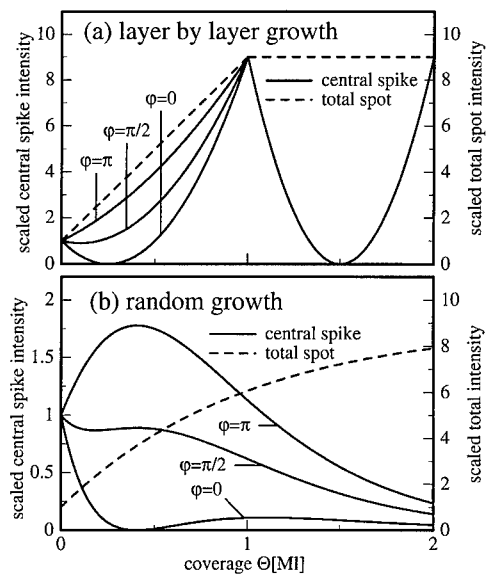 (a) layer by layer growth
scaled central spike intensity
8
6
4
2
0
φ=π
φ=π/2
φ=0
central spike
total spot
10
8
6
4
2
0
scaled total spot intensity
0
1
2
(b) random growth
scaled central spike intensity
2
1.5
1
0.5
0
central spike
total spot
φ=π
φ=π/2
φ=0
10
8
6
4
2
0
scaled total intensity
0
1
2
coverage Θ[Ml]